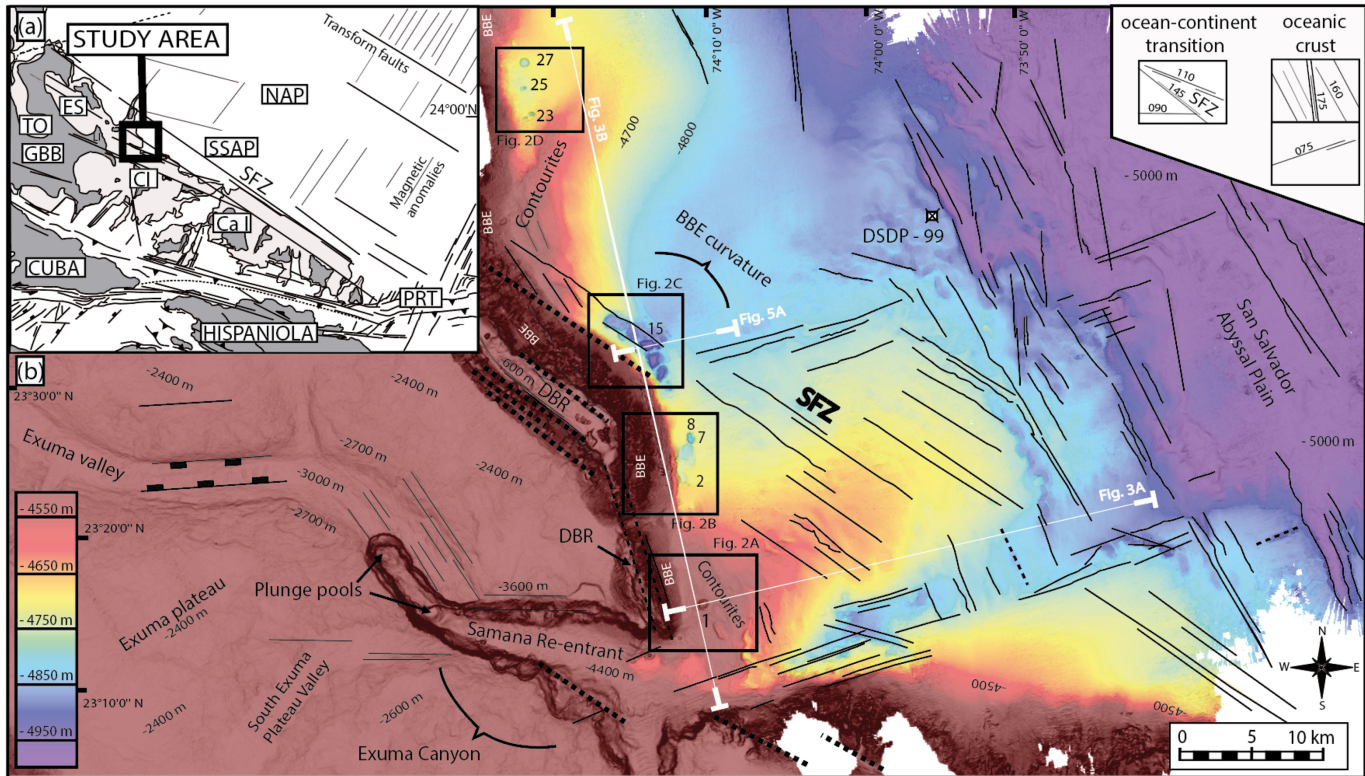 (a)
STUDY AREA
Transform faults
NAP
ES
TO
GBB
SSAP
SFZ
CI
Magnetic
anomalies
Ca I
CUBA
PRT
HISPANIOLA
24°00'N
74°10' 0" W
74°00' 0" W
73°50' 0" W
ocean-continent
transition
110
145
SFZ
090
oceanic
crust
160
175
075
(b)
BBE
27
25
23
Fig. 2D
Fig. 3B
-4700
-4800
Contourites
BBE
BBE curvature
DSDP - 99
- 5000 m
San Salvador
Abyssal Plain
- 5000 m
Fig. 2C
15
Fig. 5A
BBE
-600 m
DBR
SFZ
8
7
2
BBE
Fig. 2B
Fig. 2A
Fig. 3A
BBE
Contourites
1
DBR
-2400 m
-2400 m
23°30'0'' N
Exuma valley
-2700 m
-3000 m
-2400 m
-2700 m
23°20'0'' N
Plunge pools
-3600 m
Exuma plateau
-2400 m
Samana Re-entrant
-4400
23°10'0'' N
-2400 m
South Exuma
Plateau Valley
-2600 m
Exuma Canyon
-4500
-4500
- 4550 m
- 4650 m
- 4750 m
- 4850 m
- 4950 m
N
W
E
S
0 5 10 km